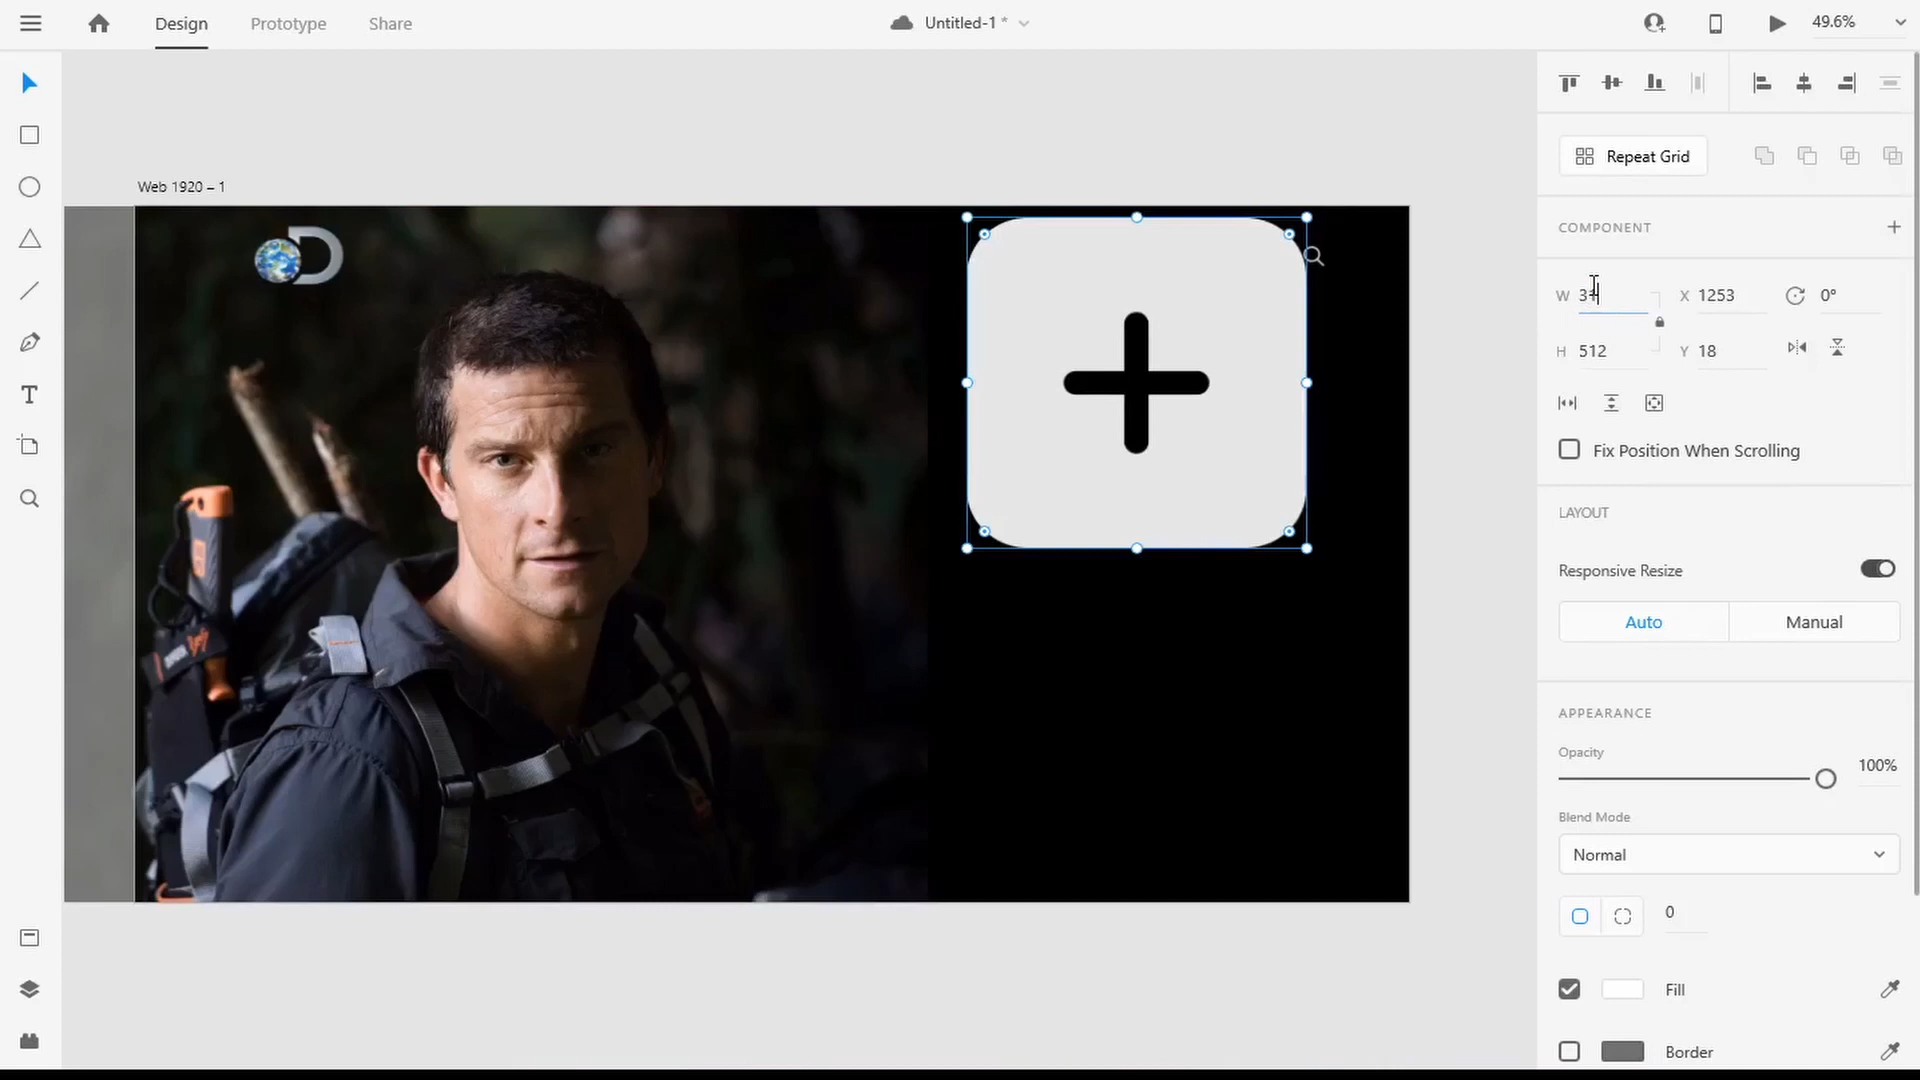 Design Prototype Share Untitled-1 * 49.6%
Repeat Grid
Web 1920 – 1
COMPONENT
W X 1253 0°
H 512 Y 18
Fix Position When Scrolling
LAYOUT
Responsive Resize
Auto Manual
APPEARANCE
Opacity
100%
Blend Mode
Normal
0
Fill
Border